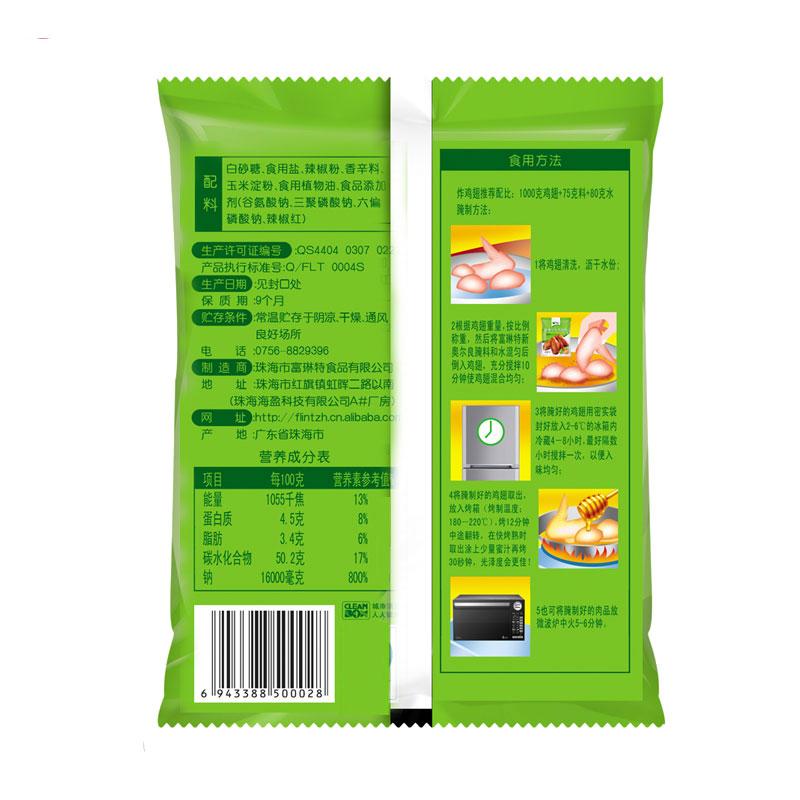 配料
白砂糖、食用盐、辣椒粉、香辛料、
玉米淀粉、食用植物油、食品添加
剂(谷氨酸钠、三聚磷酸钠、六偏
磷酸钠、辣椒红)
生产许可证编号 :QS4404 0307 022
产品执行标准号:Q/FLT 0004S
生产日期 :见封口处
保质期 :9个月
贮存条件 :常温贮存于阴凉、干燥、通风
良好场所
电话 :0756-8829396
制造商 :珠海市富琳特食品有限公司
地址 :珠海市红旗镇虹晖二路以南
(珠海海盈科技有限公司A#厂房)
网址 :http://flintzh.cn.alibaba.co
产地 :广东省珠海市
营养成分表
项目 每100克 营养素参考值
能量 1055千焦 13%
蛋白质 4.5克 8%
脂肪 3.4克 6%
碳水化合物 50.2克 17%
钠 16000毫克 800%
CLEAN BOX
6 943388 500028
食用方法
炸鸡翅推荐配比: 1000克鸡翅+75克料+80克水
腌制方法:
1将鸡翅清洗, 沥干水份;
2根据鸡翅重量, 按比例
称重, 然后将富琳特新
奥尔良腌料和水混匀后
倒入鸡翅, 充分搅拌10
分钟使鸡翅混合均匀;
3将腌好的鸡翅用密实袋
封好放入2-6℃的冰箱内
冷藏4-8小时, 最好隔数
小时搅拌一次, 以便入
味均匀;
4将腌制好的鸡翅取出,
放入烤箱 (烤制温度:
180-220℃), 烤12分钟
中途翻转, 在快烤熟时
取出涂上少量蜜汁再烤
30秒钟, 光泽度会更佳!
5也可将腌制好的肉品放
微波炉中火5-6分钟。